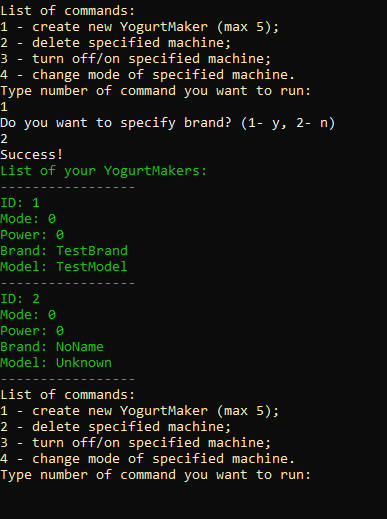 List of commands:
1 - create new YogurtMaker (max 5);
2 - delete specified machine;
3 - turn off/on specified machine;
4 - change mode of specified machine.
Type number of command you want to run:
1
Do you want to specify brand? (1- y, 2- n)
2
Success!
List of your YogurtMakers:
-----------------
ID: 1
Mode: 0
Power: 0
Brand: TestBrand
Model: TestModel
-----------------
ID: 2
Mode: 0
Power: 0
Brand: NoName
Model: Unknown
-----------------
List of commands:
1 - create new YogurtMaker (max 5);
2 - delete specified machine;
3 - turn off/on specified machine;
4 - change mode of specified machine.
Type number of command you want to run: